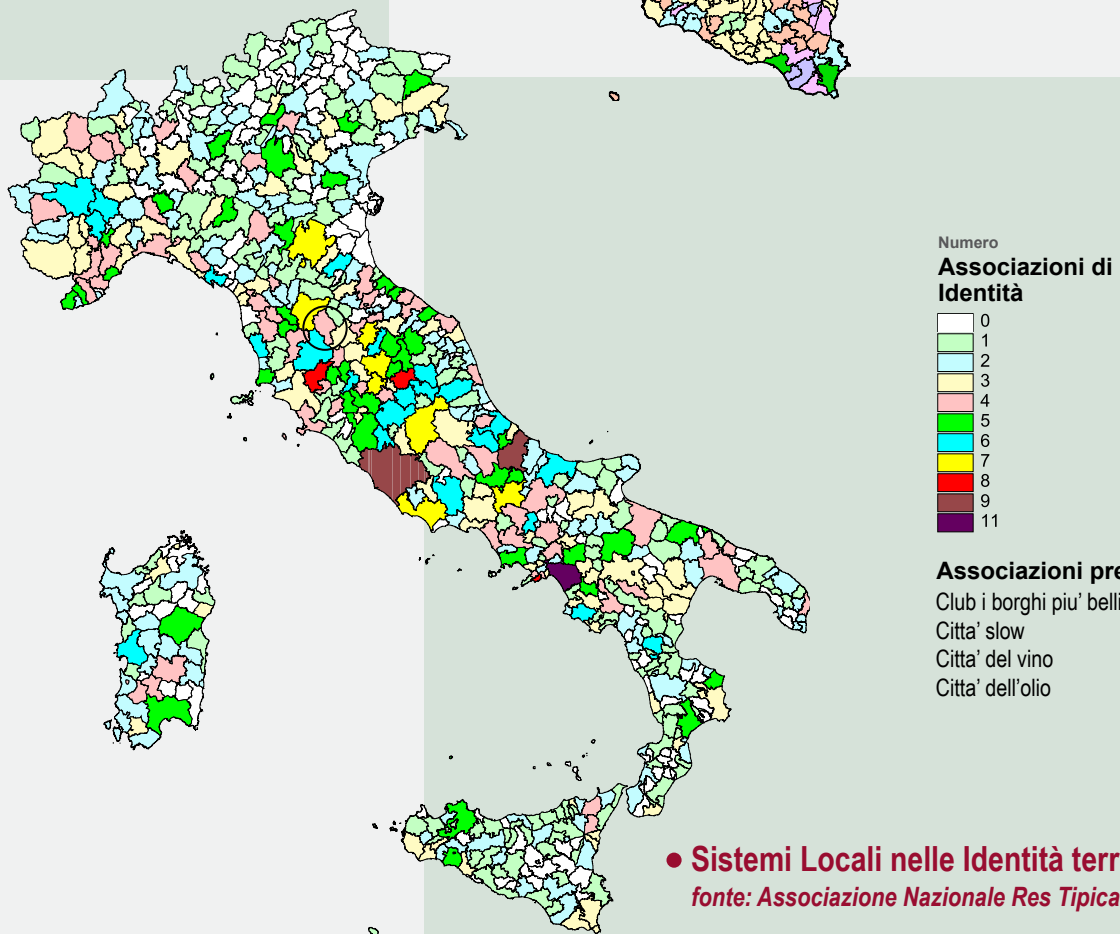 Numero
Associazioni di
Identità
0
1
2
3
4
5
6
7
8
9
11
Associazioni pre
Club i borghi piu' belli
Citta' slow
Citta' del vino
Citta' dell'olio
• Sistemi Locali nelle Identità terr
fonte: Associazione Nazionale Res Tipica